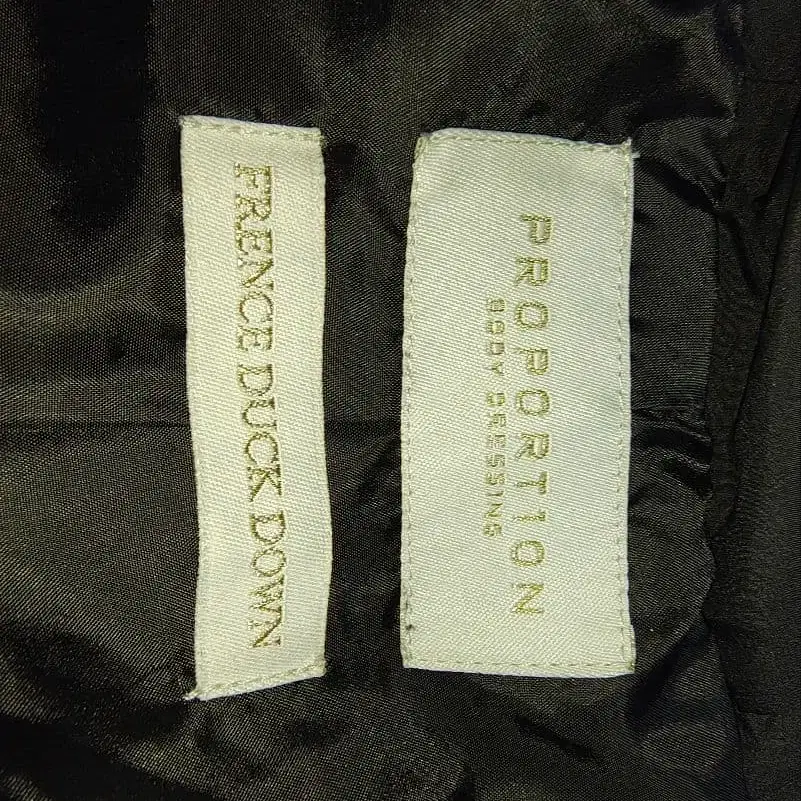 PROPORTION
BODY DRESSING
FRENCE DUCK DOWN